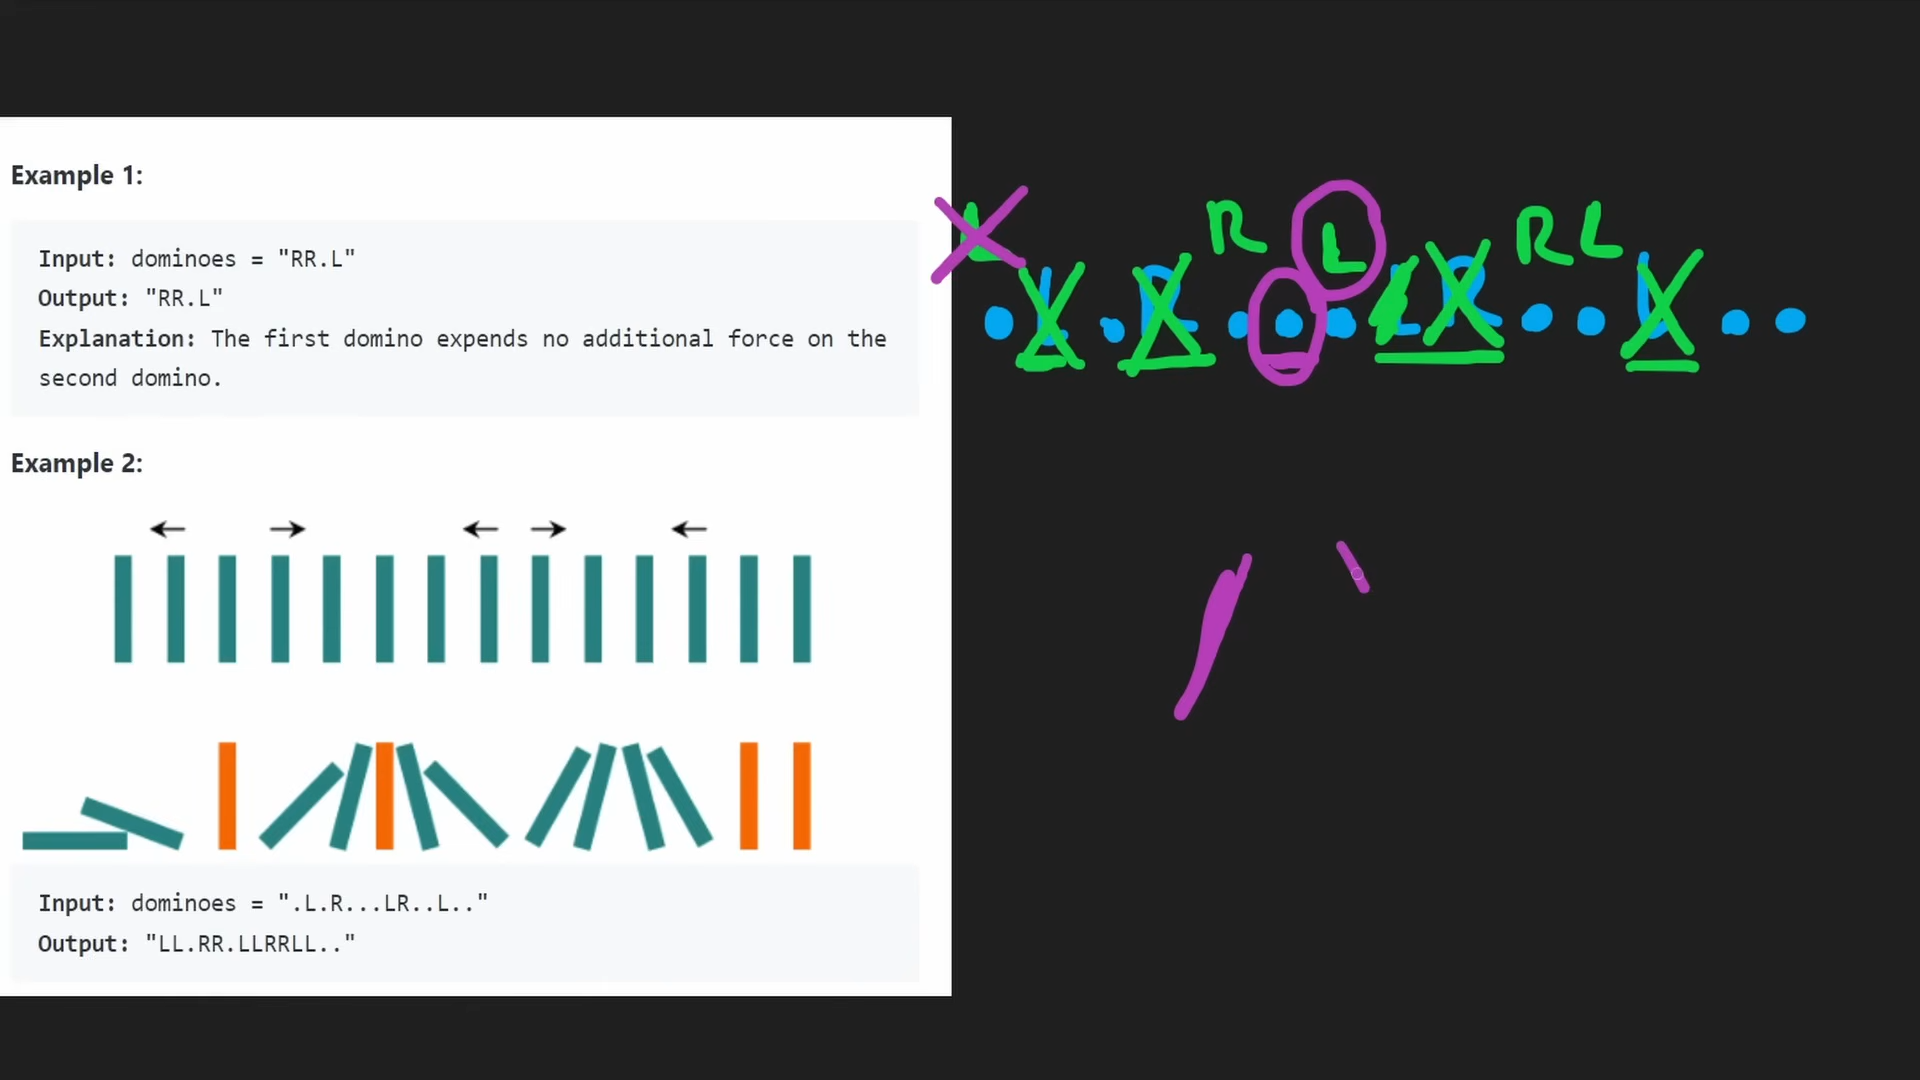 Example 1:
Input: dominoes = "RR.L"
Output: "RR.L"
Explanation: The first domino expends no additional force on the
second domino.
Example 2:
Input: dominoes = ".L.R...LR..L.."
Output: "LL.RR.LLRRLL.."
L R L R L
. L . R . . . L R . . L . .